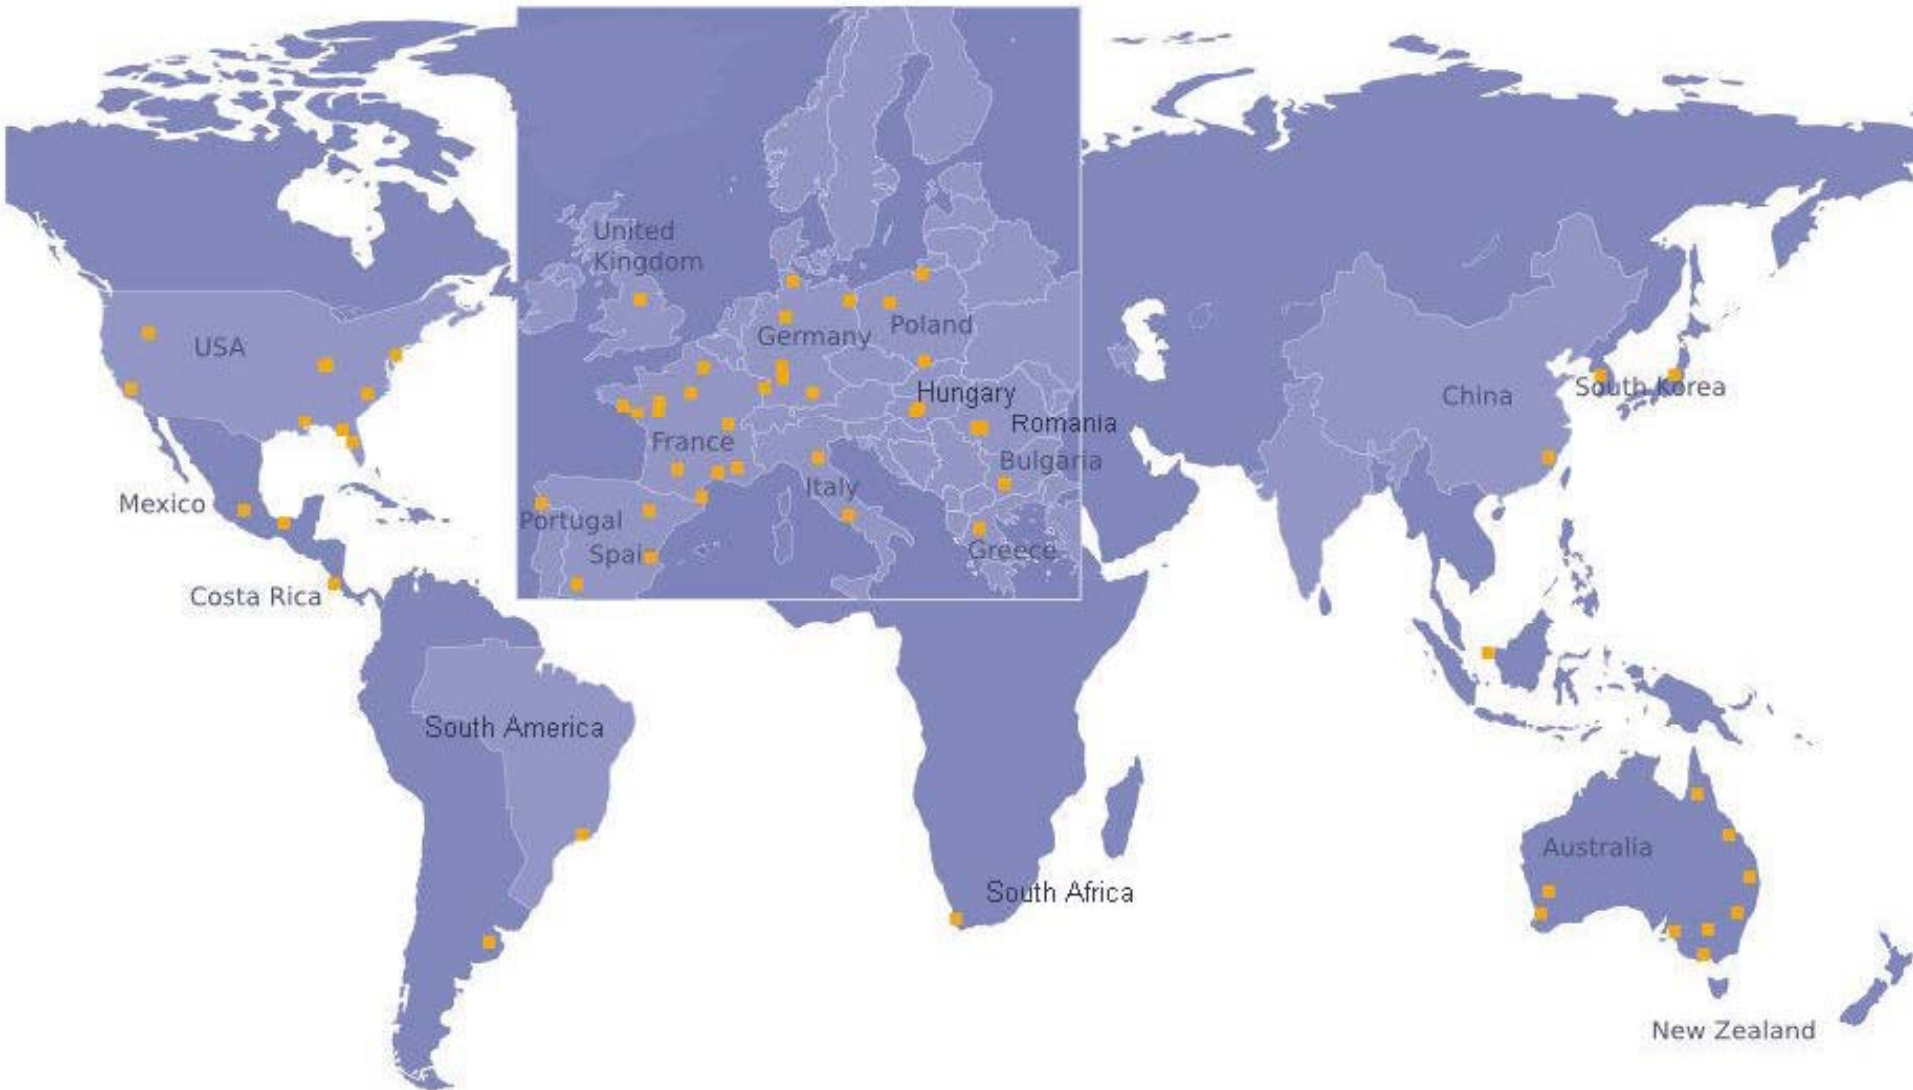 United
Kingdom
Germany
Poland
USA
Hungary
South Korea
China
Romania
France
Bulgaria
Italy
Mexico
Portugal
Spai
Greece
Costa Rica
South America
Australia
South Africa
New Zealand